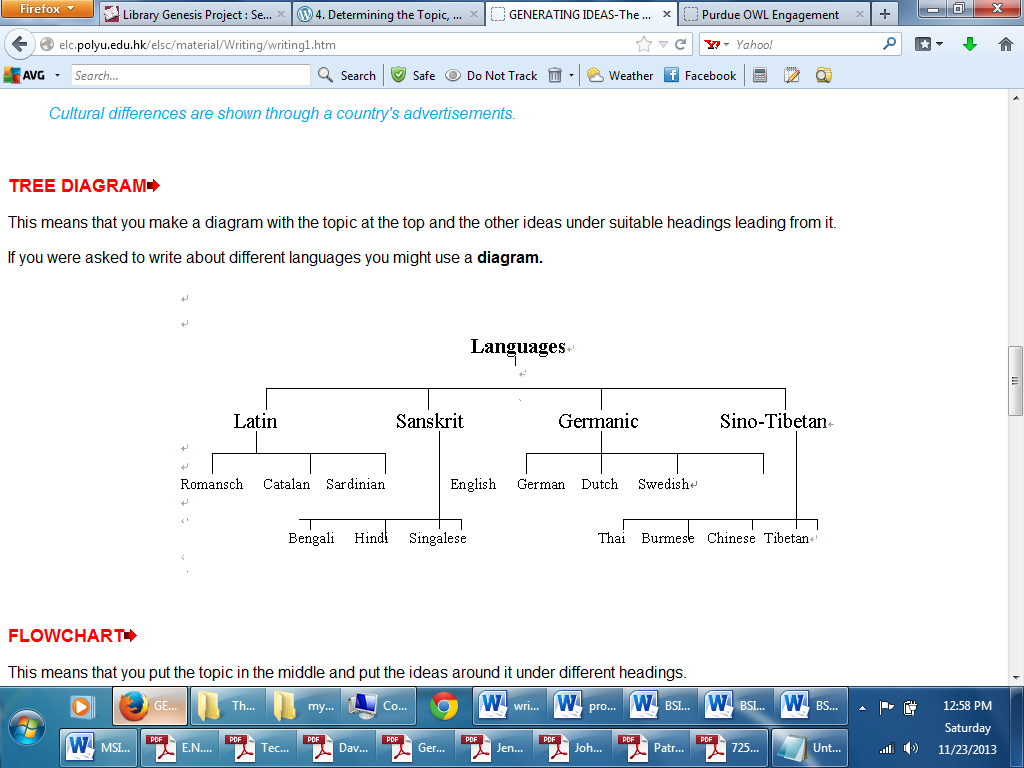 Firefox
Library Genesis Project : Se...
4. Determining the Topic, ...
GENERATING IDEAS-The ...
Purdue OWL Engagement
elc.polyu.edu.hk/elsc/material/Writing/writing1.htm
Yahoo!
AVG
Search...
Search
Safe
Do Not Track
Weather
Facebook
Cultural differences are shown through a country's advertisements.
TREE DIAGRAM
This means that you make a diagram with the topic at the top and the other ideas under suitable headings leading from it.
If you were asked to write about different languages you might use a diagram.
Languages
Latin Sanskrit Germanic Sino-Tibetan
Romansch Catalan Sardinian English German Dutch Swedish
Bengali Hindi Singalese Thai Burmese Chinese Tibetan
FLOWCHART
This means that you put the topic in the middle and put the ideas around it under different headings.
GE...
Th...
my...
Co...
wri...
pro...
BSI...
BSI...
BS...
12:58 PM
Saturday
11/23/2013
MSI...
E.N....
Tec...
Dav...
Ger...
Jen...
Joh...
Patr...
725...
Unt...